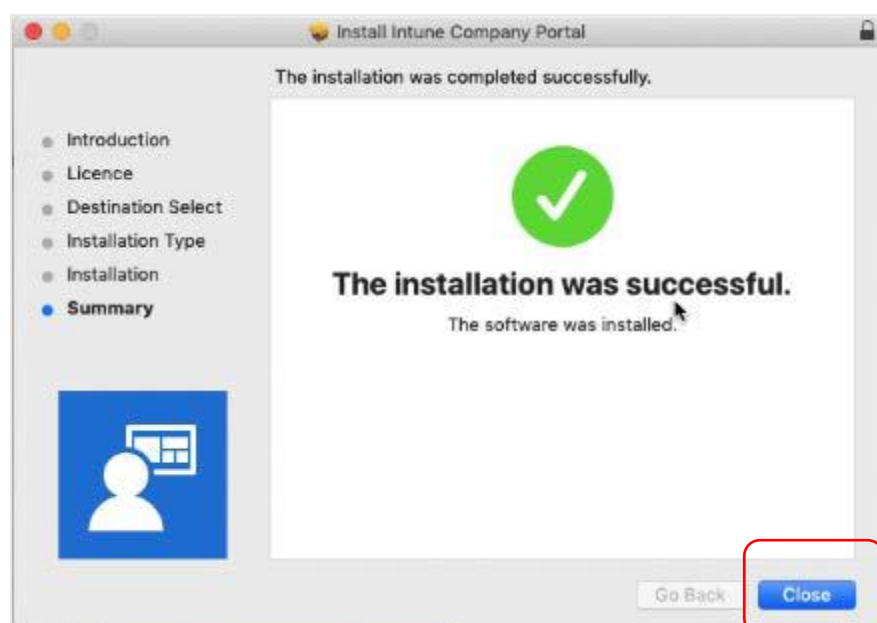 Install Intune Company Portal
The installation was completed successfully.
Introduction
Licence
Destination Select
Installation Type
Installation
Summary
The installation was successful.
The software was installed.
Go Back
Close